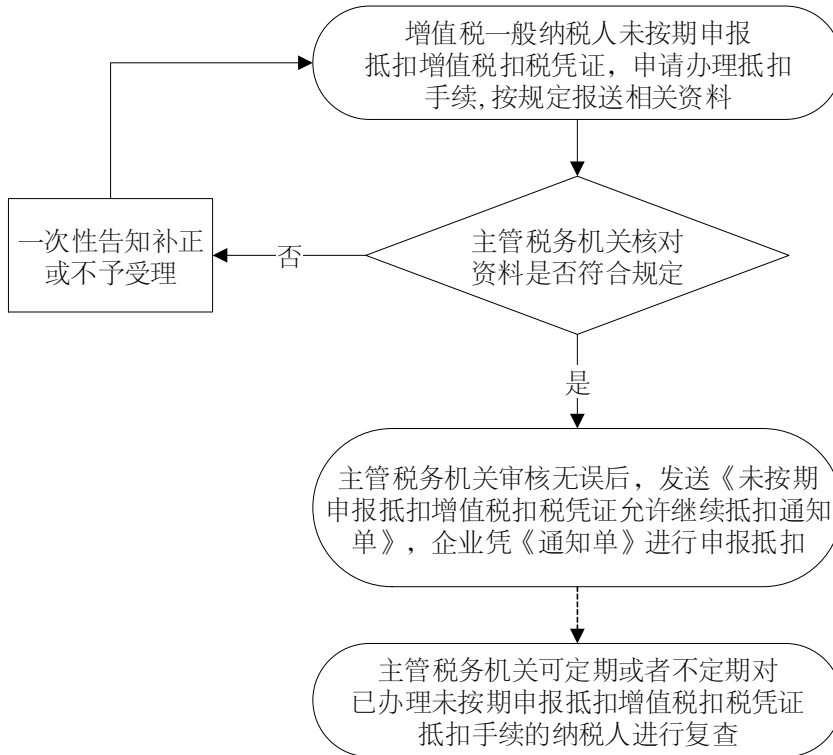 增值税一般纳税人未按期申报
抵扣增值税扣税凭证，申请办理抵扣
手续,按规定报送相关资料
一次性告知补正
或不予受理
否
主管税务机关核对
资料是否符合规定
是
主管税务机关审核无误后，发送《未按期
申报抵扣增值税扣税凭证允许继续抵扣通知
单》，企业凭《通知单》进行申报抵扣
主管税务机关可定期或者不定期对
已办理未按期申报抵扣增值税扣税凭证
抵扣手续的纳税人进行复查